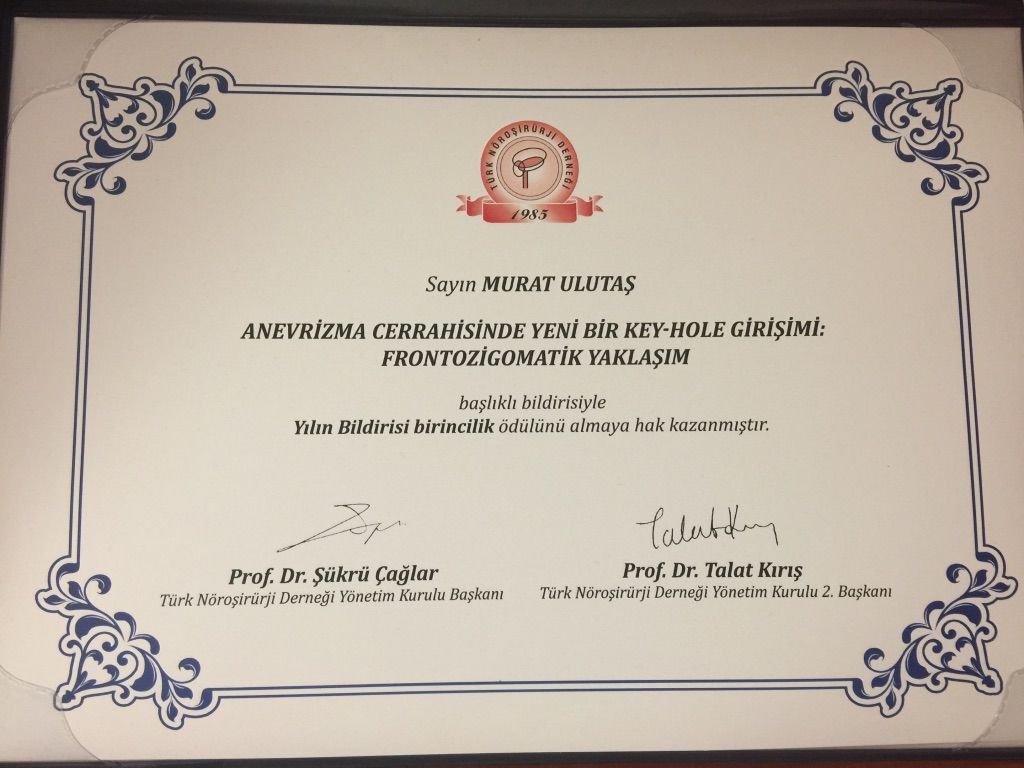 TÜRK NÖROŞİRÜRJİ DERNEĞİ
1985
Sayın MURAT ULUTAŞ
ANEVRİZMA CERRAHİSİNDE YENİ BİR KEY-HOLE GİRİŞİMİ:
FRONTOZİGOMATİK YAKLAŞIM
başlıklı bildirisiyle
Yılın Bildirisi birincilik ödülünü almaya hak kazanmıştır.
Prof. Dr. Şükrü Çağlar
Türk Nöroşirürji Derneği Yönetim Kurulu Başkanı
Prof. Dr. Talat Kırış
Türk Nöroşirürji Derneği Yönetim Kurulu 2. Başkanı